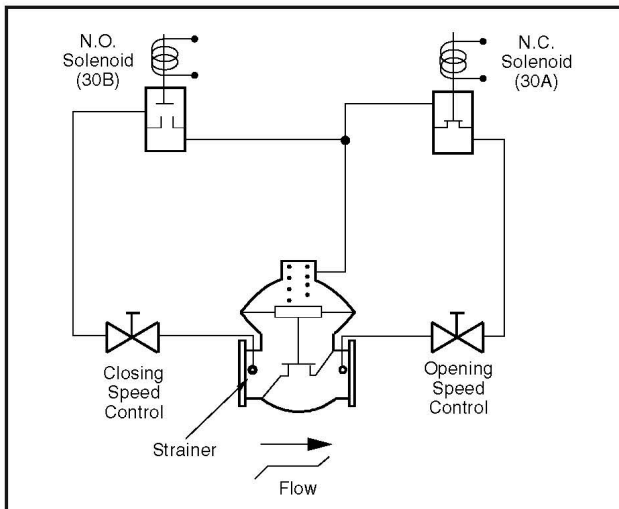 N.O.
Solenoid
(30B)
N.C.
Solenoid
(30A)
Closing
Speed
Control
Opening
Speed
Control
Strainer
Flow